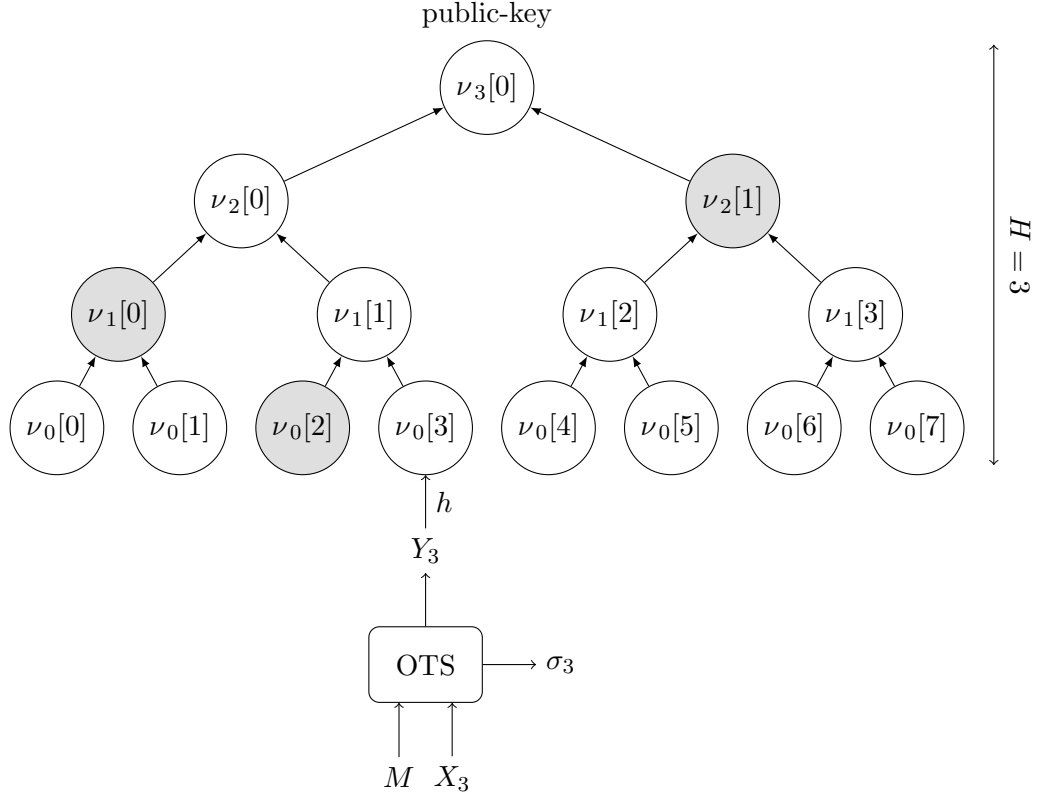 public-key
ν₃[0]
ν₂[0] ν₂[1]
H = 3
ν₁[0] ν₁[1] ν₁[2] ν₁[3]
ν₀[0] ν₀[1] ν₀[2] ν₀[3] ν₀[4] ν₀[5] ν₀[6] ν₀[7]
h
Y₃
OTS σ₃
M X₃